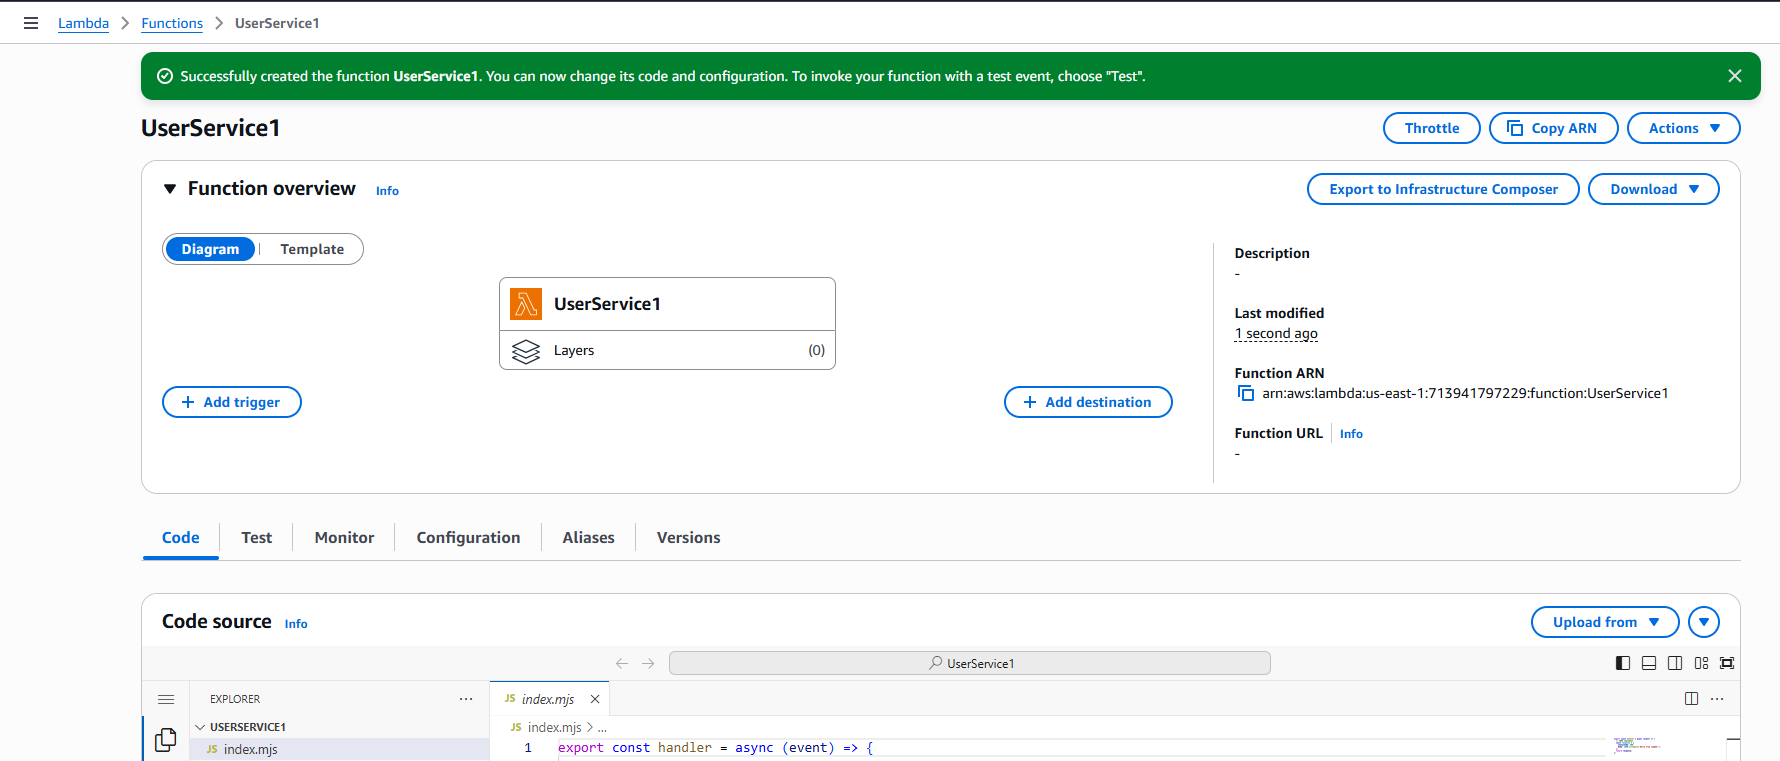 Lambda > Functions > UserService1
Successfully created the function UserService1. You can now change its code and configuration. To invoke your function with a test event, choose "Test".
UserService1
Throttle
Copy ARN
Actions
Function overview Info
Export to Infrastructure Composer
Download
Diagram
Template
UserService1
Layers (0)
+ Add trigger
+ Add destination
Description
-
Last modified
1 second ago
Function ARN
arn:aws:lambda:us-east-1:713941797229:function:UserService1
Function URL Info
-
Code
Test
Monitor
Configuration
Aliases
Versions
Code source Info
Upload from
UserService1
EXPLORER ...
JS index.mjs
USERSERVICE1
JS index.mjs
JS index.mjs > ...
1 export const handler = async (event) => {